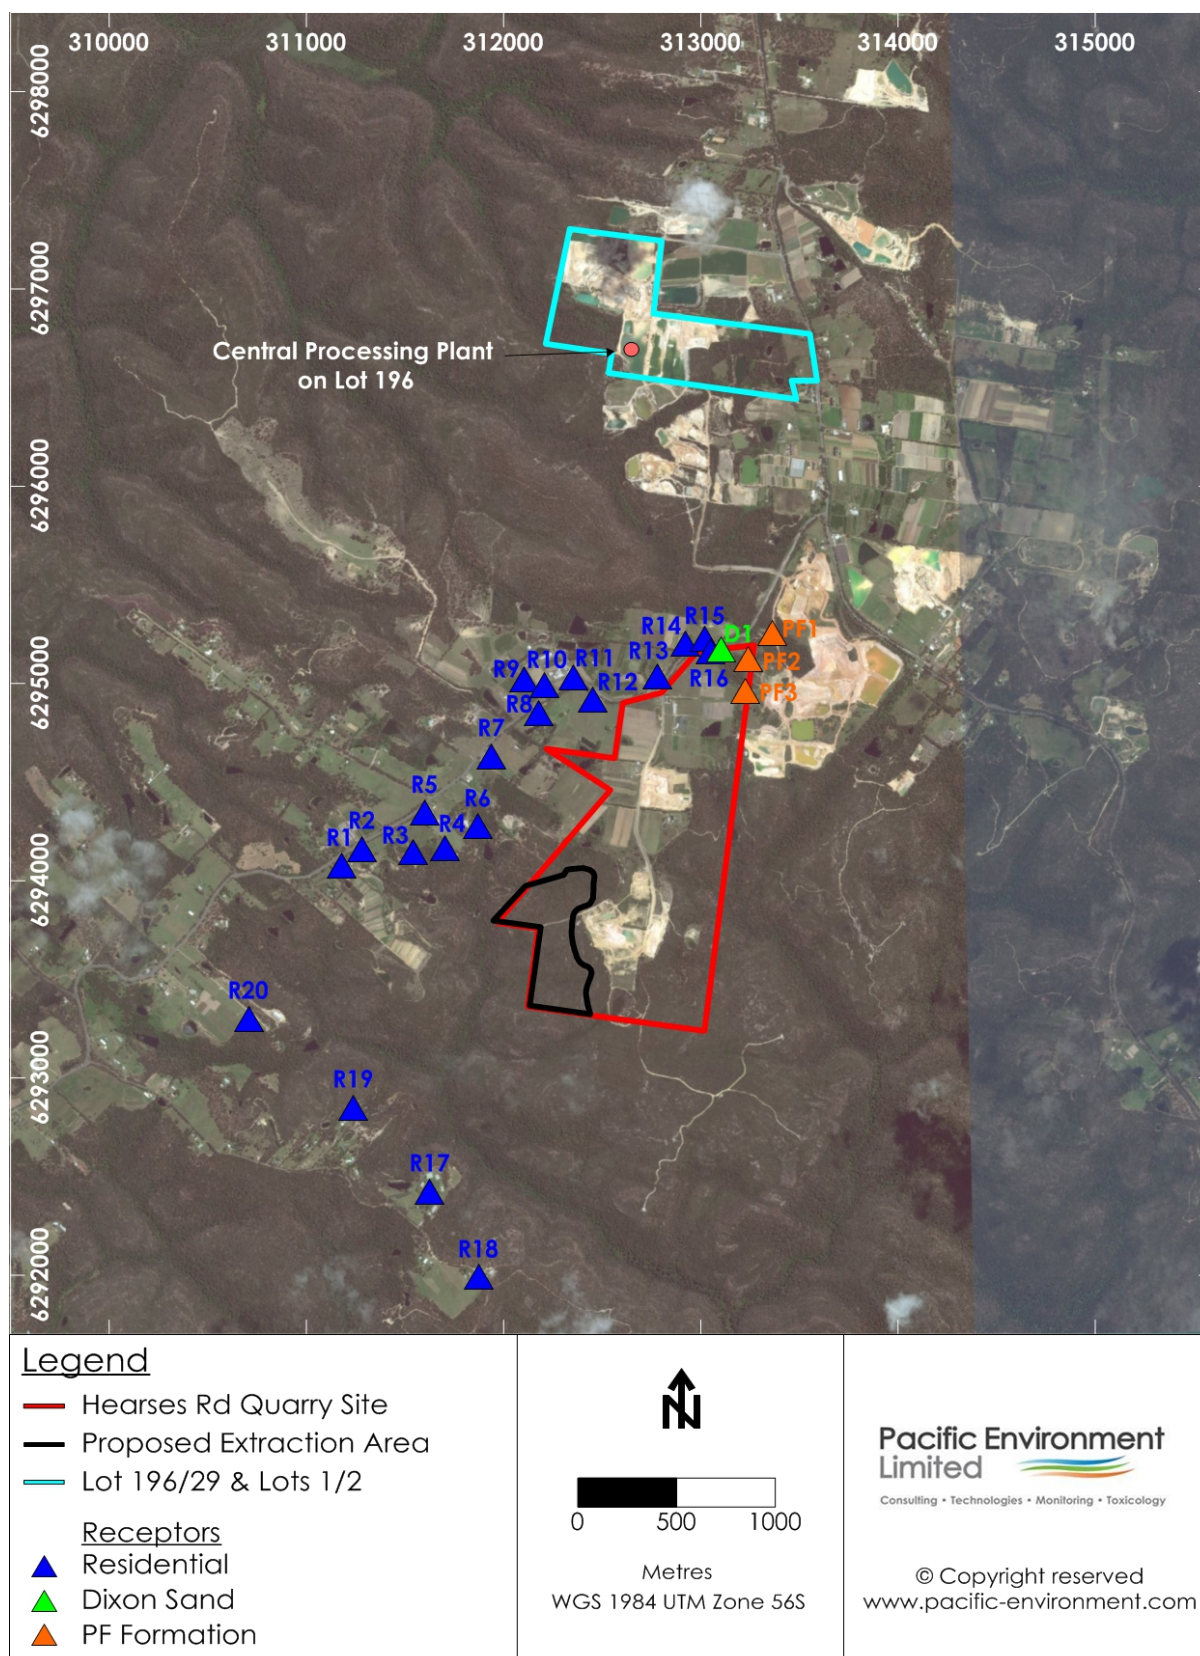 310000
311000
312000
313000
314000
315000
6298000
6297000
6296000
6295000
6294000
6293000
6292000
Central Processing Plant
on Lot 196
R15
R14
D1
PF1
R13
PF2
R16
PF3
R9
R10
R11
R12
R8
R7
R5
R6
R2
R1
R3
R4
R20
R19
R17
R18
Legend
Hearses Rd Quarry Site
Proposed Extraction Area
Lot 196/29 & Lots 1/2
Receptors
Residential
Dixon Sand
PF Formation
N
0 500 1000
Metres
WGS 1984 UTM Zone 56S
Pacific Environment
Limited
Consulting • Technologies • Monitoring • Toxicology
© Copyright reserved
www.pacific-environment.com